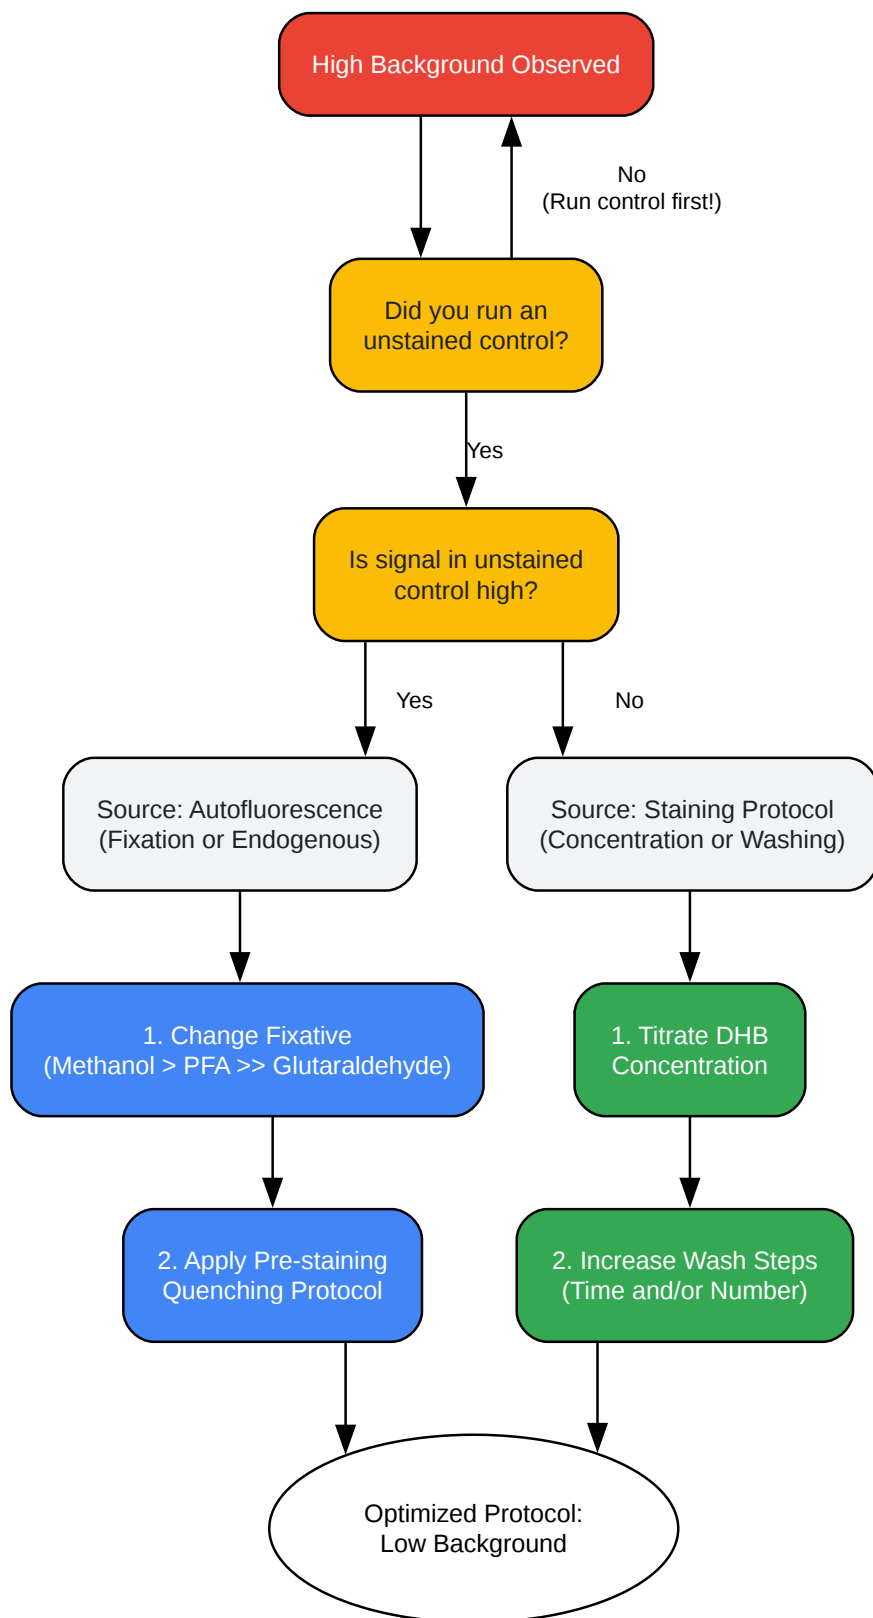 High Background Observed
No
(Run control first!)
Did you run an
unstained control?
Yes
Is signal in unstained
control high?
Yes
No
Source: Autofluorescence
(Fixation or Endogenous)
Source: Staining Protocol
(Concentration or Washing)
1. Change Fixative
(Methanol > PFA >> Glutaraldehyde)
1. Titrate DHB
Concentration
2. Apply Pre-staining
Quenching Protocol
2. Increase Wash Steps
(Time and/or Number)
Optimized Protocol:
Low Background